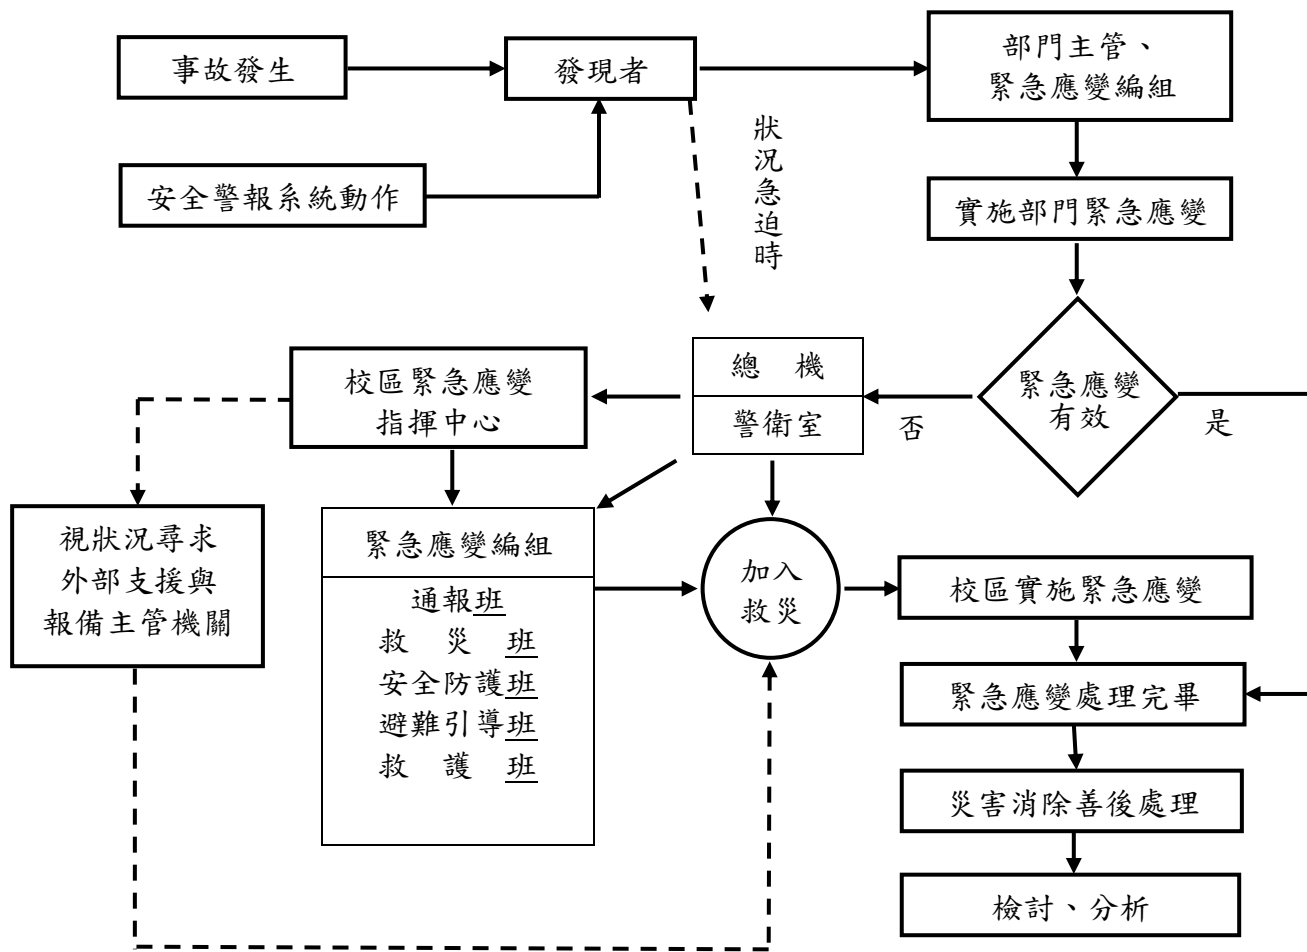 事故發生
發現者
部門主管、
緊急應變編組
安全警報系統動作
狀況急迫時
實施部門緊急應變
校區緊急應變
指揮中心
總 機
警衛室
否
緊急應變
有效
是
視狀況尋求
外部支援與
報備主管機關
緊急應變編組
通報班
救 災 班
安全防護班
避難引導班
救 護 班
加入
救災
校區實施緊急應變
緊急應變處理完畢
災害消除善後處理
檢討、分析